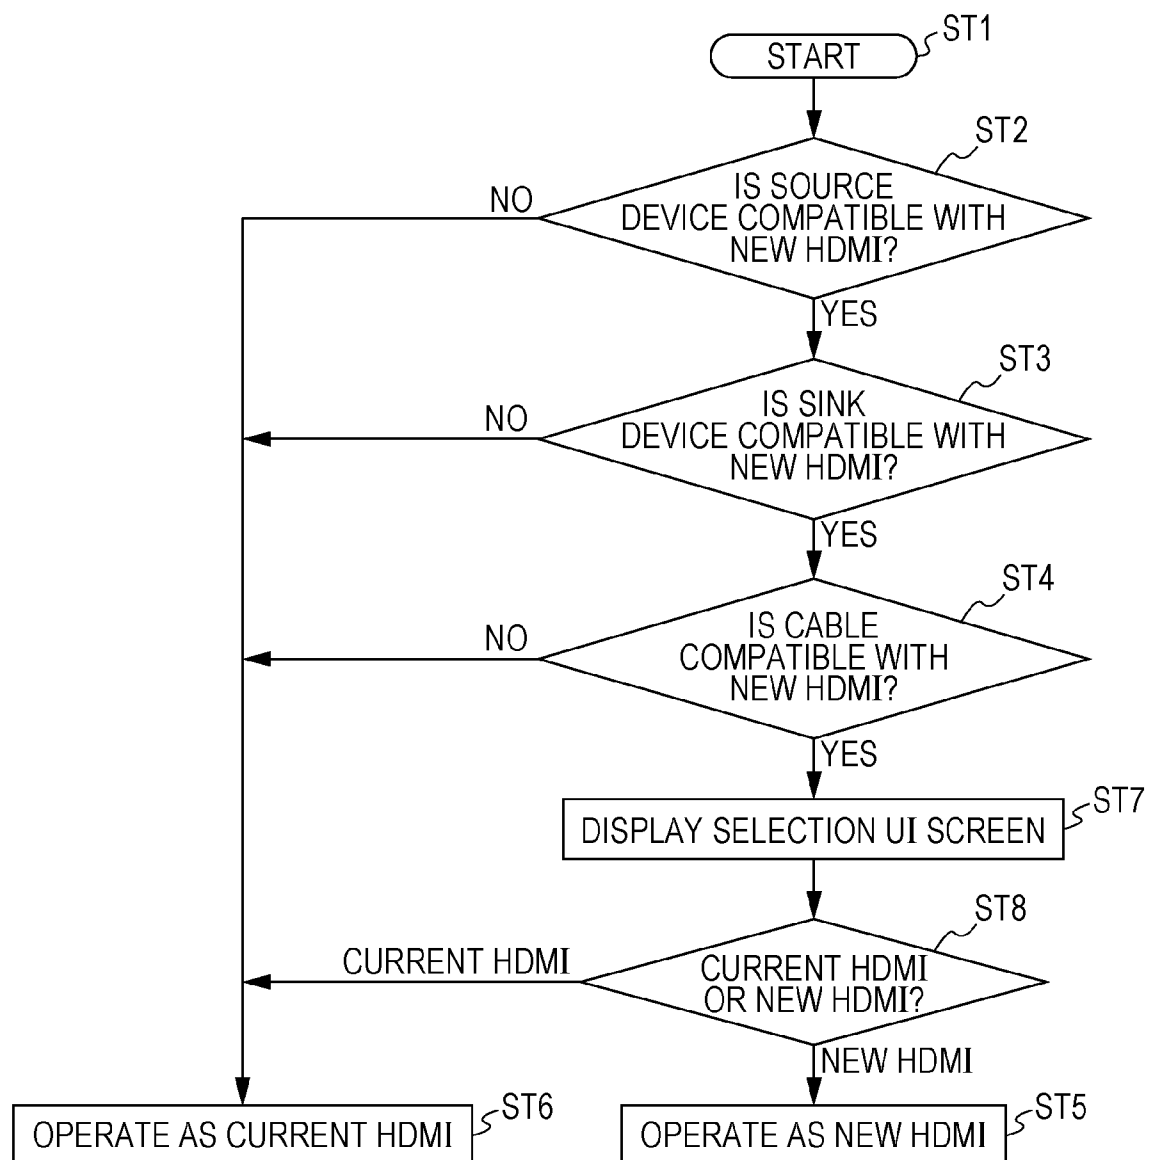 START
ST1
ST2
IS SOURCE
DEVICE COMPATIBLE WITH
NEW HDMI?
NO
YES
ST3
IS SINK
DEVICE COMPATIBLE WITH
NEW HDMI?
NO
YES
ST4
IS CABLE
COMPATIBLE WITH
NEW HDMI?
NO
YES
ST7
DISPLAY SELECTION UI SCREEN
ST8
CURRENT HDMI
OR NEW HDMI?
CURRENT HDMI
NEW HDMI
ST6
OPERATE AS CURRENT HDMI
ST5
OPERATE AS NEW HDMI